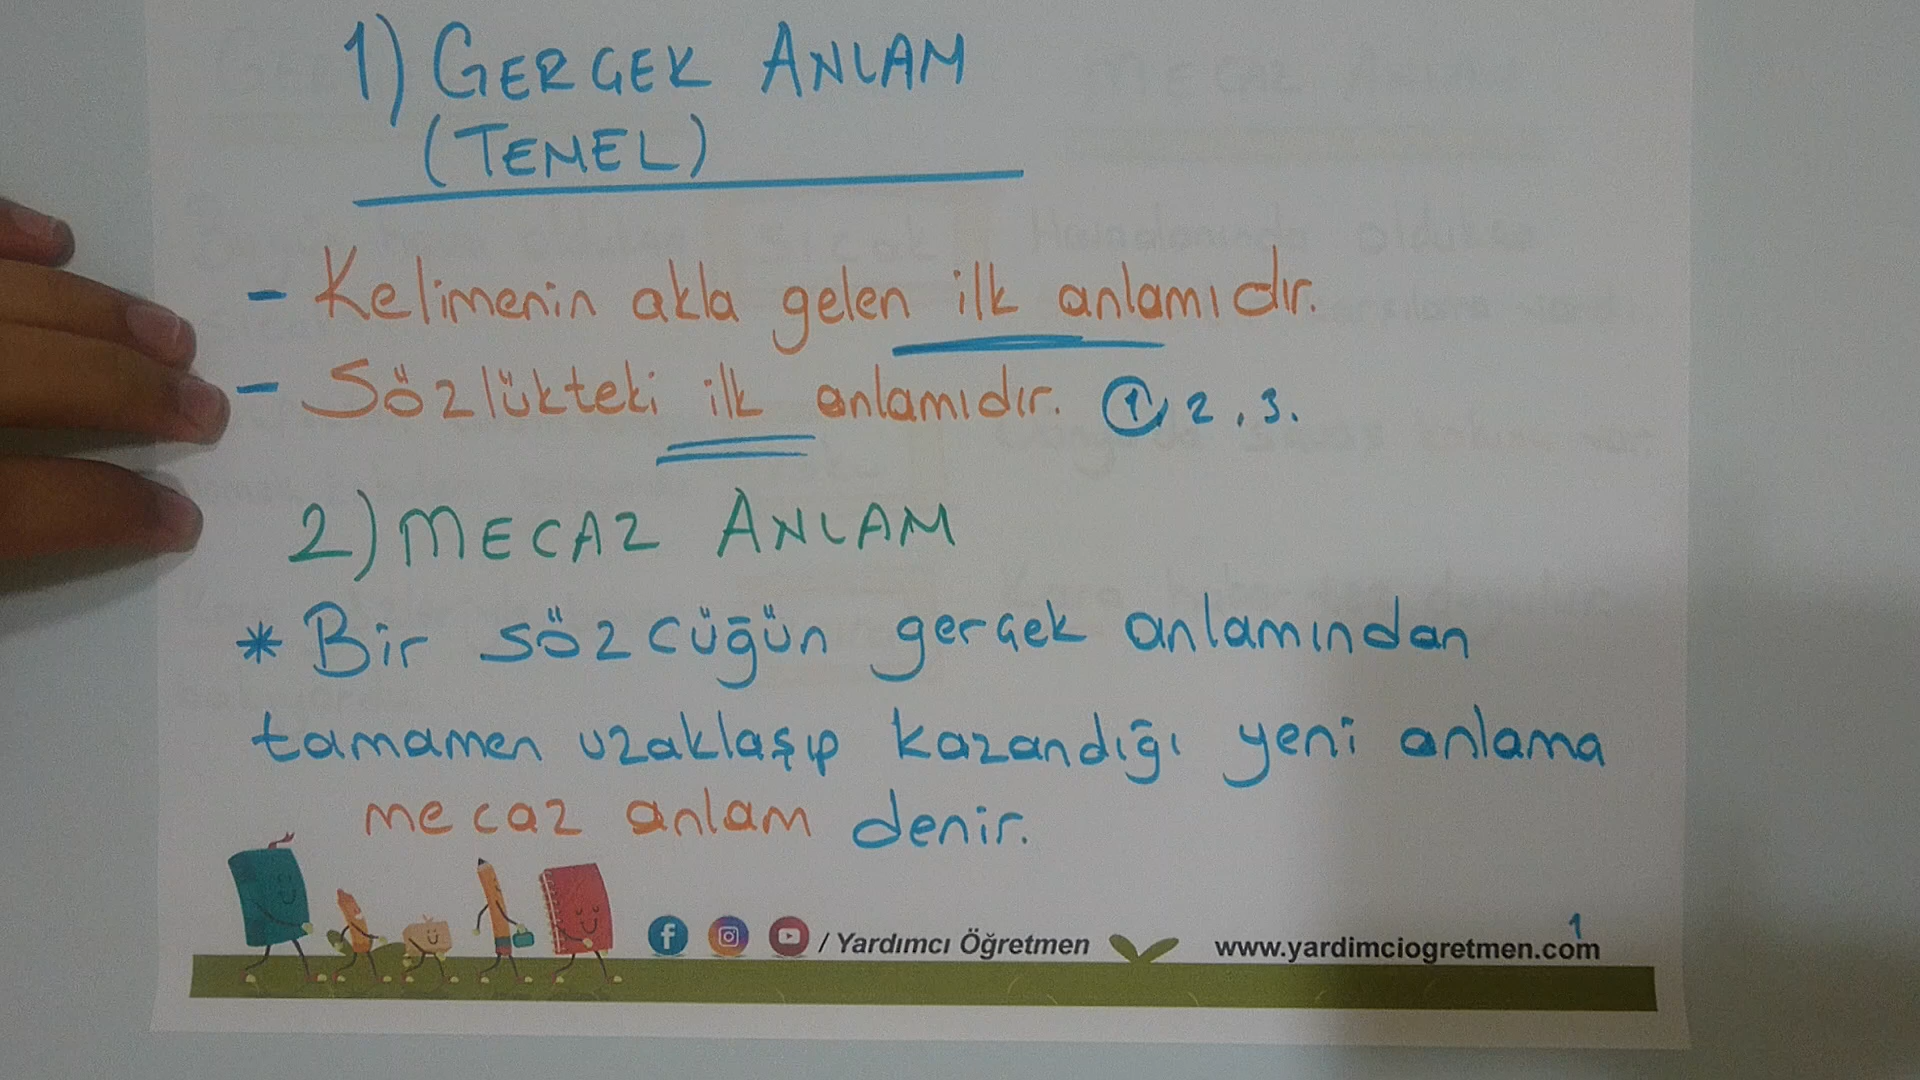 1) GERÇEK ANLAM
(TEMEL)
- Kelimenin akla gelen ilk anlamıdır.
- Sözlükteki ilk anlamıdır. 1, 2, 3.
2) MECAZ ANLAM
* Bir sözcüğün gerçek anlamından
tamamen uzaklaşıp kazandığı yeni anlama
mecaz anlam denir.
/ Yardımcı Öğretmen
www.yardimciogretmen.com
1